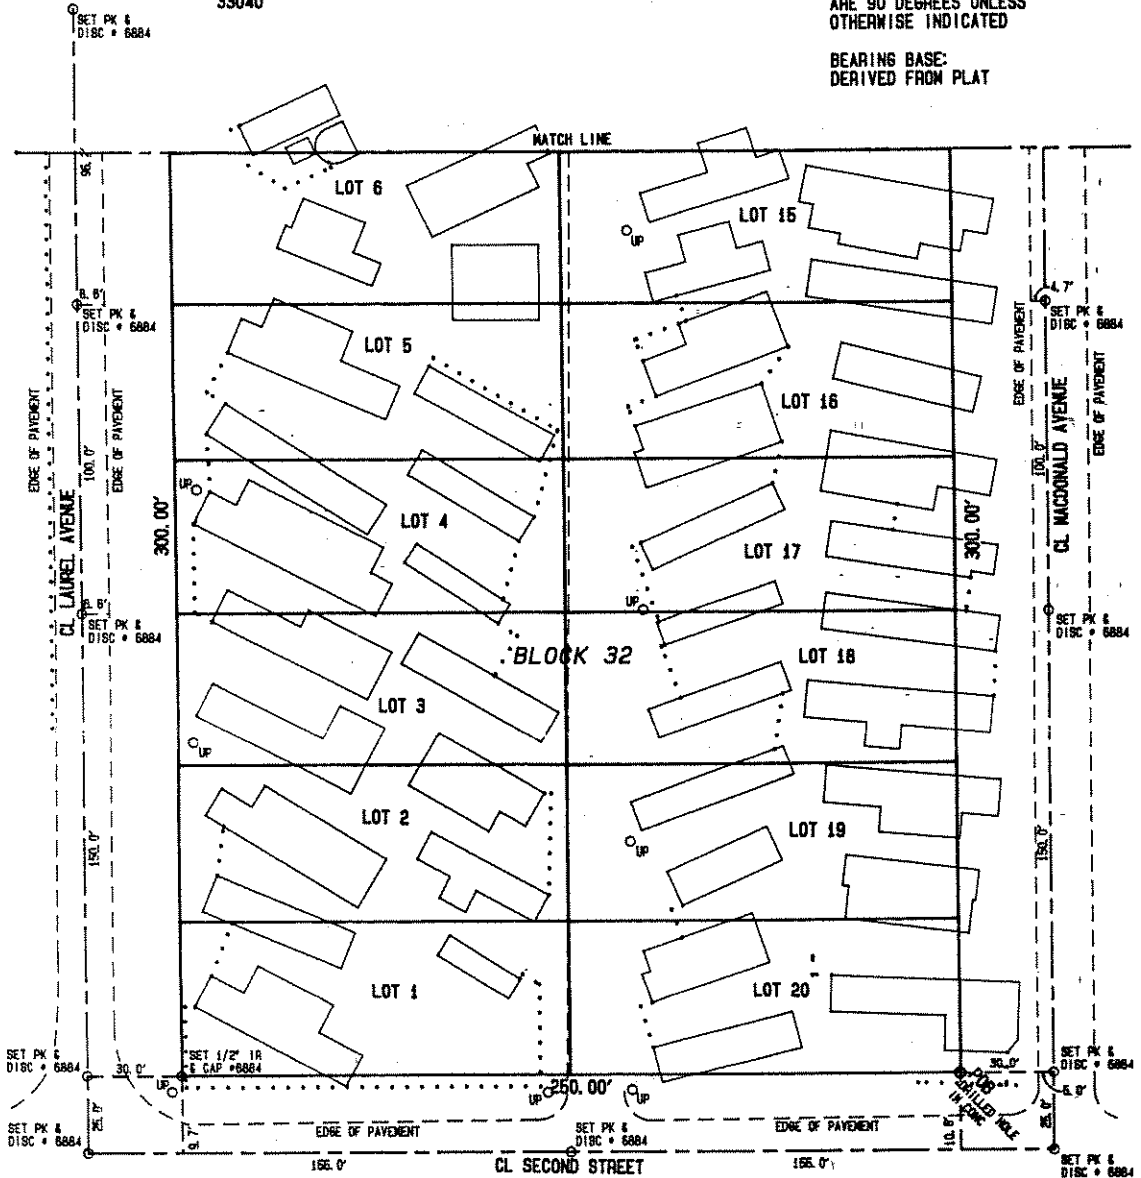 33040
ARE 90 DEGREES UNLESS
OTHERWISE INDICATED
BEARING BASE:
DERIVED FROM PLAT
SET PK &
DISC # 6884
MATCH LINE
LOT 6
LOT 15
UP
8.6'
SET PK &
DISC # 6884
4.7'
SET PK &
DISC # 6884
LOT 5
LOT 16
EDGE OF PAVEMENT
EDGE OF PAVEMENT
EDGE OF PAVEMENT
EDGE OF PAVEMENT
100.0'
100.0'
CL LAUREL AVENUE
CL MACDONALD AVENUE
UP
300.00'
300.00'
LOT 4
LOT 17
UP
SET PK &
DISC # 6884
SET PK &
DISC # 6884
BLOCK 32
LOT 18
LOT 3
UP
LOT 2
LOT 19
UP
150.0'
150.0'
LOT 1
LOT 20
SET PK &
DISC # 6884
30.0'
SET 1/2" IR
& CAP #6884
UP
250.00'
UP
UP
POB
DRILLED HOLE
IN CONC
30.0'
SET PK &
DISC # 6884
25.0'
25.0'
SET PK &
DISC # 6884
9.7'
EDGE OF PAVEMENT
SET PK &
DISC # 6884
EDGE OF PAVEMENT
10.8'
156.0'
CL SECOND STREET
156.0'
SET PK &
DISC # 6884